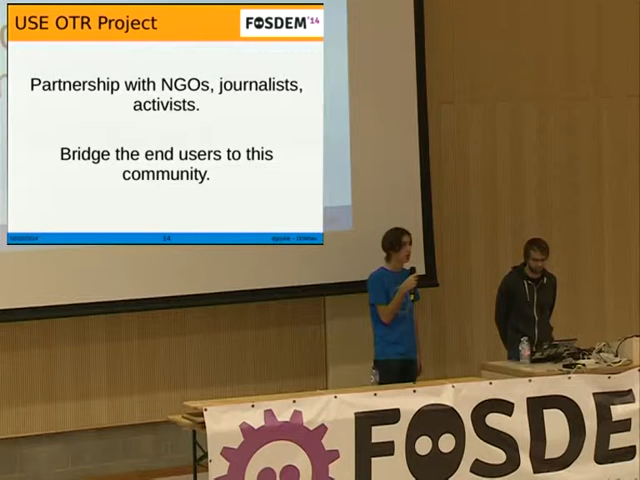 USE OTR Project
FOSDEM'14
Partnership with NGOs, journalists,
activists.
Bridge the end users to this
community.
14
FOSDE